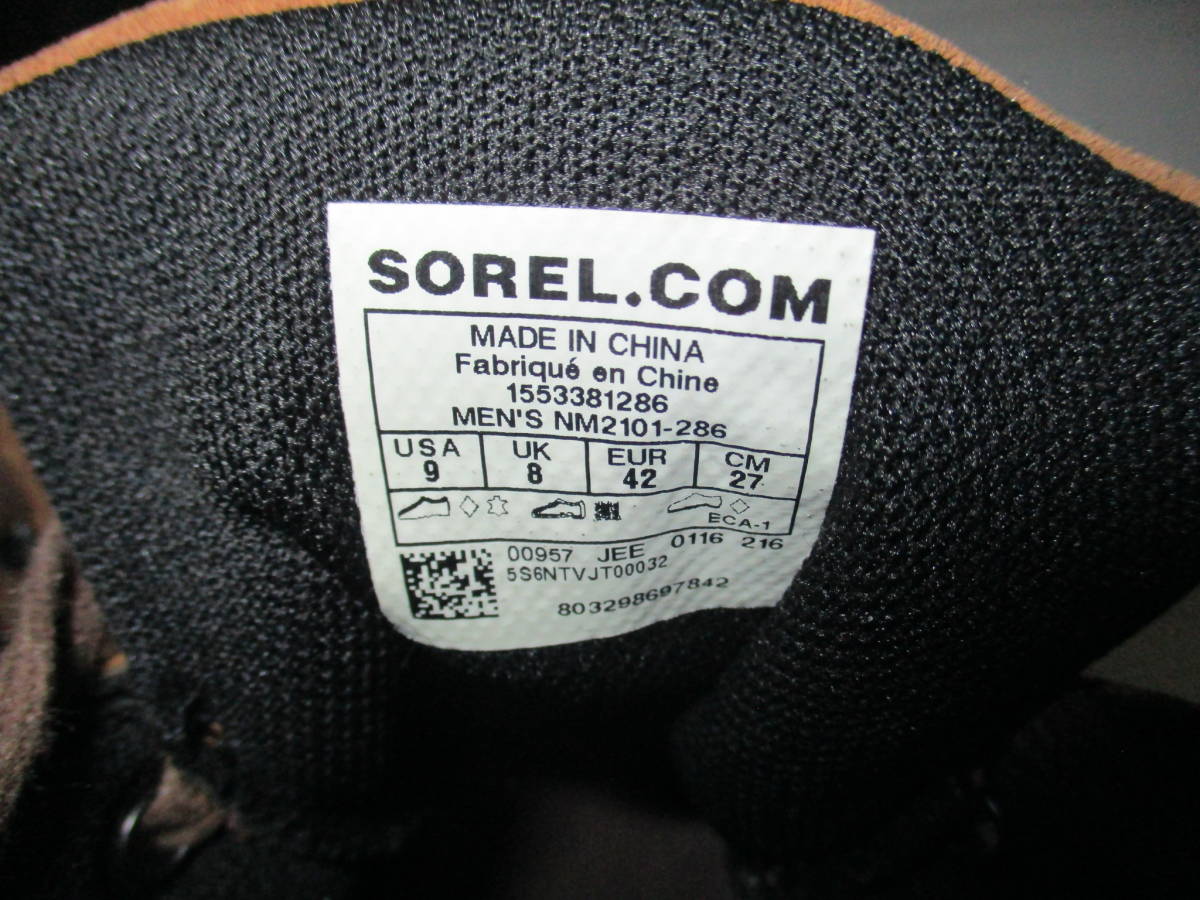 SOREL.COM
MADE IN CHINA
Fabriqué en Chine
1553381286
MEN'S NM2101-286
USA UK EUR CM
9 8 42 27
ECA-1
00957 JEE 0116 216
5S6NTVJT00032
803298697842